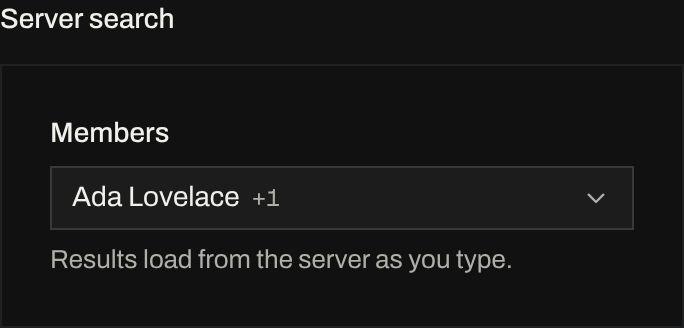 Server search
Members
Ada Lovelace +1
Results load from the server as you type.